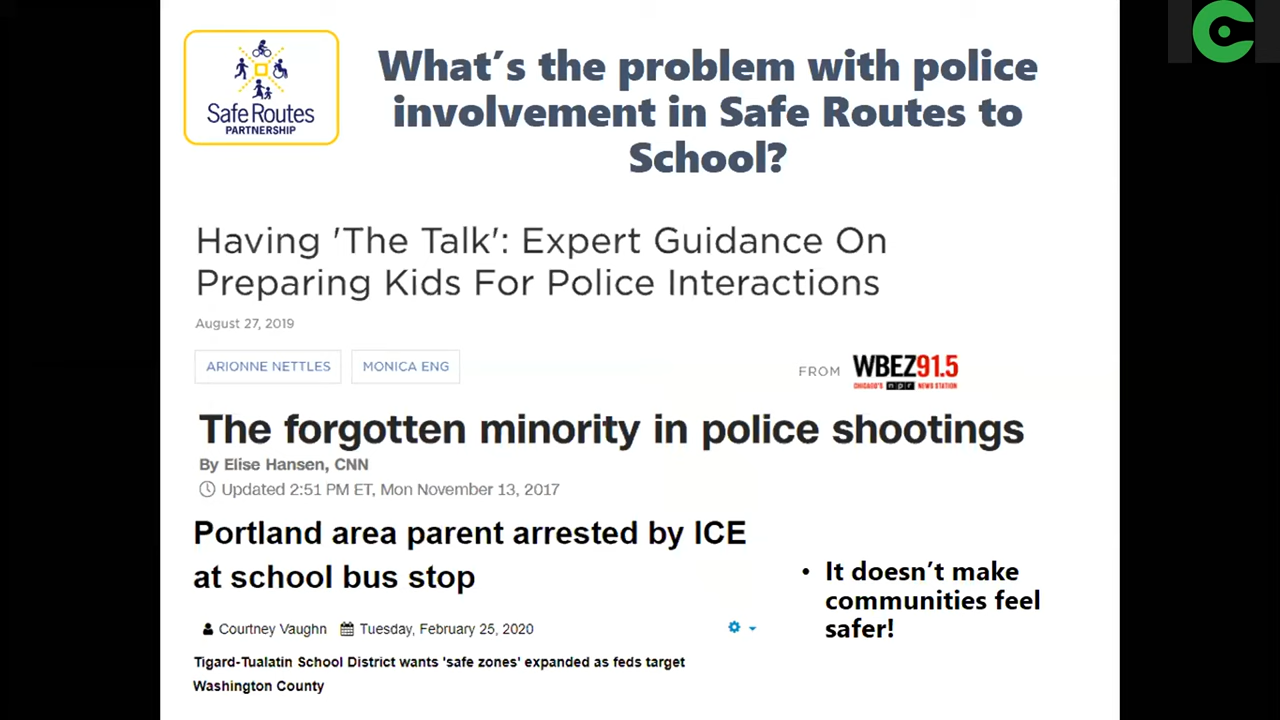 What's the problem with police
involvement in Safe Routes to
School?
Safe Routes
PARTNERSHIP
Having 'The Talk': Expert Guidance On
Preparing Kids For Police Interactions
August 27, 2019
ARIONNE NETTLES
MONICA ENG
FROM
WBEZ91.5
CHICAGO'S npr NEWS STATION
The forgotten minority in police shootings
By Elise Hansen, CNN
Updated 2:51 PM ET, Mon November 13, 2017
Portland area parent arrested by ICE
at school bus stop
Courtney Vaughn Tuesday, February 25, 2020
Tigard-Tualatin School District wants 'safe zones' expanded as feds target
Washington County
• It doesn't make
communities feel
safer!